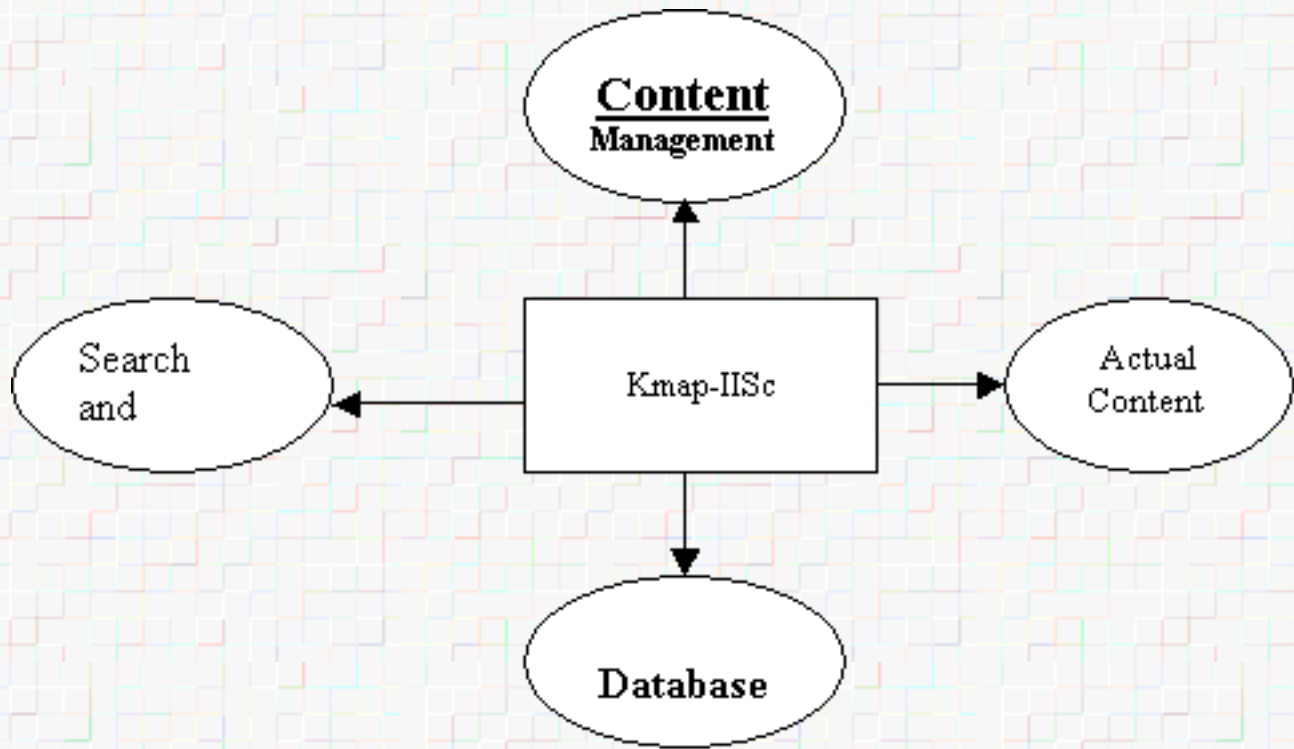 Content
Management
Search
and
Kmap-IISc
Actual
Content
Database